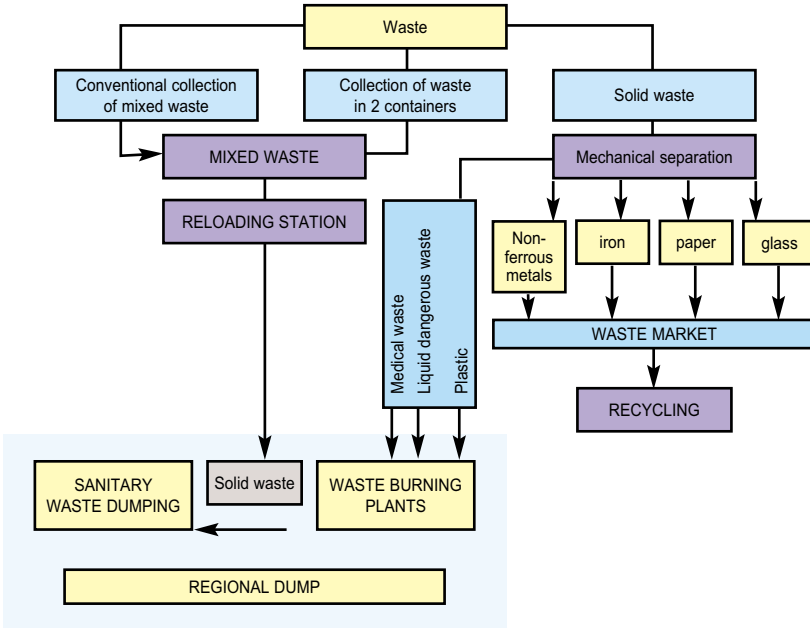 Waste
Conventional collection
of mixed waste
Collection of waste
in 2 containers
Solid waste
MIXED WASTE
Mechanical separation
RELOADING STATION
Non-
ferrous
metals
iron
paper
glass
Medical waste
Liquid dangerous waste
Plastic
WASTE MARKET
RECYCLING
SANITARY
WASTE DUMPING
Solid waste
WASTE BURNING
PLANTS
REGIONAL DUMP